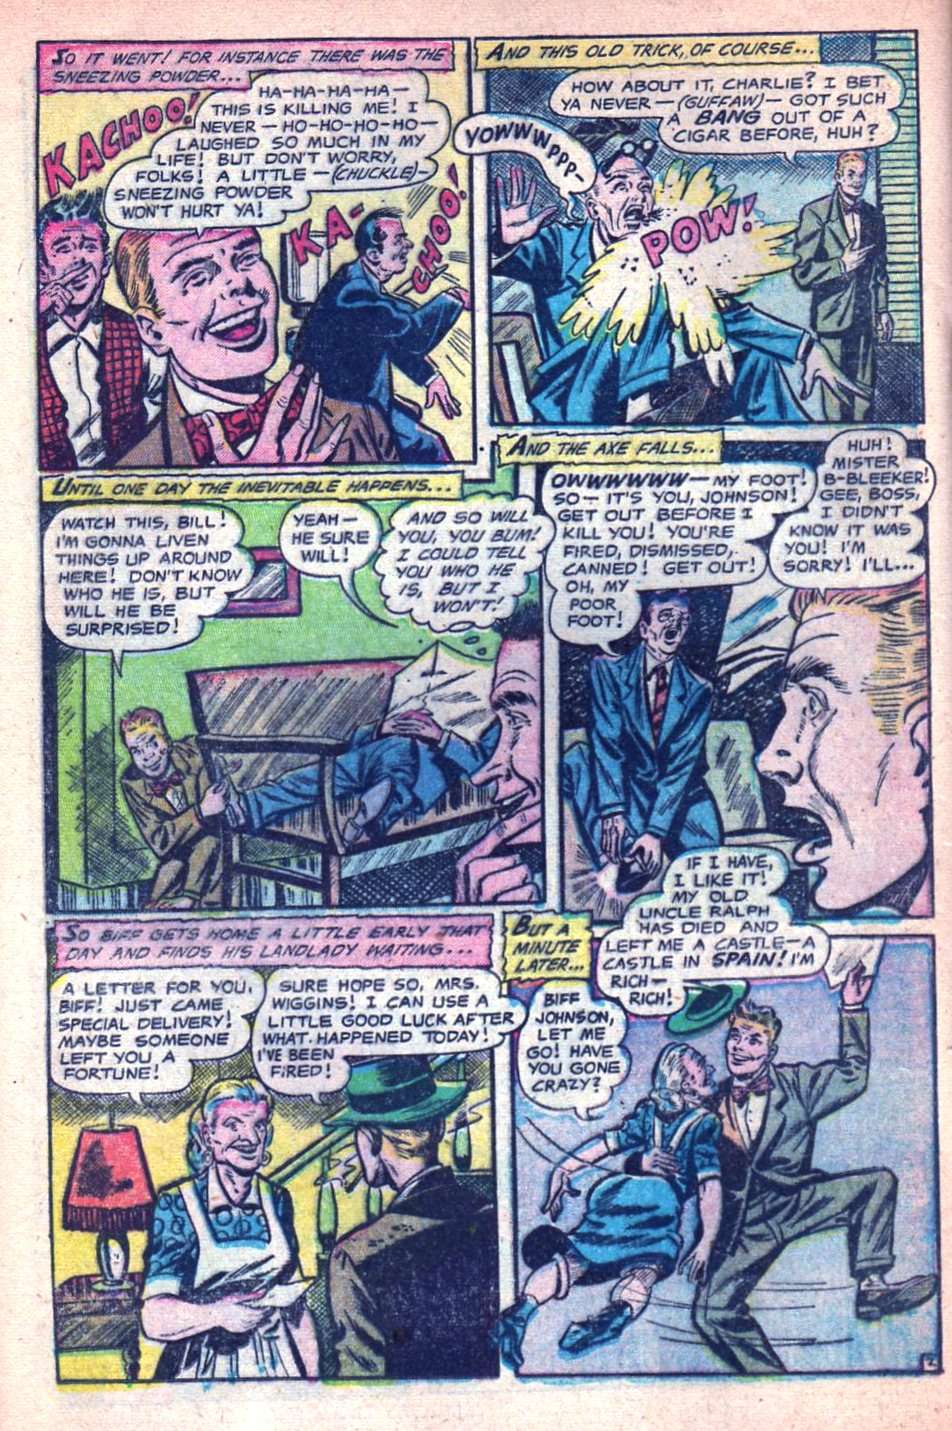 SO IT WENT! FOR INSTANCE THERE WAS THE
SNEEZING POWDER...
KACHOO!
HA-HA-HA-HA-
THIS IS KILLING ME! I
NEVER-HO-HO-HO-HO-
LAUGHED SO MUCH IN MY
LIFE! BUT DON'T WORRY,
FOLKS! A LITTLE-(CHUCKLE)-
SNEEZING POWDER
WON'T HURT YA!
KA-
CHOO!
AND THIS OLD TRICK, OF COURSE...
HOW ABOUT IT, CHARLIE? I BET
YA NEVER-(GUFFAW)-GOT SUCH
A BANG OUT OF A
CIGAR BEFORE, HUH?
YOWWWPPP-
POW!
UNTIL ONE DAY THE INEVITABLE HAPPENS...
WATCH THIS, BILL!
I'M GONNA LIVEN
THINGS UP AROUND
HERE! DON'T KNOW
WHO HE IS, BUT
WILL HE BE
SURPRISED!
YEAH-
HE SURE
WILL!
AND SO WILL
YOU, YOU BUM!
I COULD TELL
YOU WHO HE
IS, BUT I
WON'T!
AND THE AXE FALLS...
OWWWWWW-MY FOOT!
SO-IT'S YOU, JOHNSON!
GET OUT BEFORE I
KILL YOU! YOU'RE
FIRED, DISMISSED,
CANNED! GET OUT!
OH, MY
POOR
FOOT!
HUH!
MISTER
B-BLEEKER!
GEE, BOSS,
I DIDN'T
KNOW IT WAS
YOU! I'M
SORRY! I'LL...
SO BIFF GETS HOME A LITTLE EARLY THAT
DAY AND FINDS HIS LANDLADY WAITING...
A LETTER FOR YOU,
BIFF! JUST CAME
SPECIAL DELIVERY!
MAYBE SOMEONE
LEFT YOU A
FORTUNE!
SURE HOPE SO, MRS.
WIGGINS! I CAN USE A
LITTLE GOOD LUCK AFTER
WHAT HAPPENED TODAY!
I'VE BEEN
FIRED!
BUT A
MINUTE
LATER...
IF I HAVE,
I LIKE IT!
MY OLD
UNCLE RALPH
HAS DIED AND
LEFT ME A CASTLE-A
CASTLE IN SPAIN! I'M
RICH-
RICH!
BIFF
JOHNSON,
LET ME
GO! HAVE
YOU GONE
CRAZY?
2